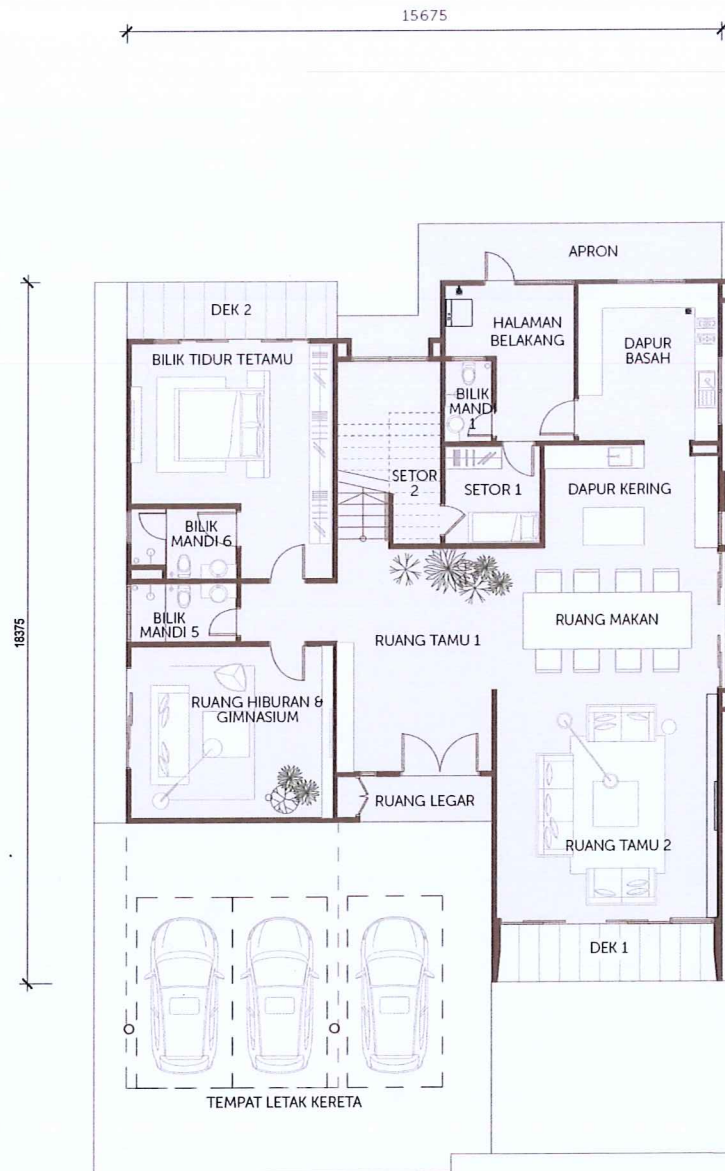 15675
APRON
DEK 2
HALAMAN
BELAKANG
DAPUR
BASAH
BILIK TIDUR TETAMU
BILIK
MANDI
1
SETOR
2
SETOR 1
DAPUR KERING
BILIK
MANDI 6
BILIK
MANDI 5
RUANG TAMU 1
RUANG MAKAN
18375
RUANG HIBURAN &
GIMNASIUM
RUANG LEGAR
RUANG TAMU 2
DEK 1
TEMPAT LETAK KERETA